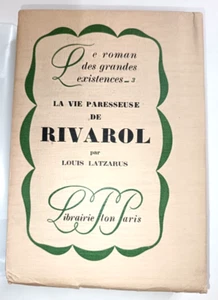 Le roman
des grandes
existences - 3
LA VIE PARESSEUSE
DE
RIVAROL
par
LOUIS LATZARUS
Librairie Plon Paris